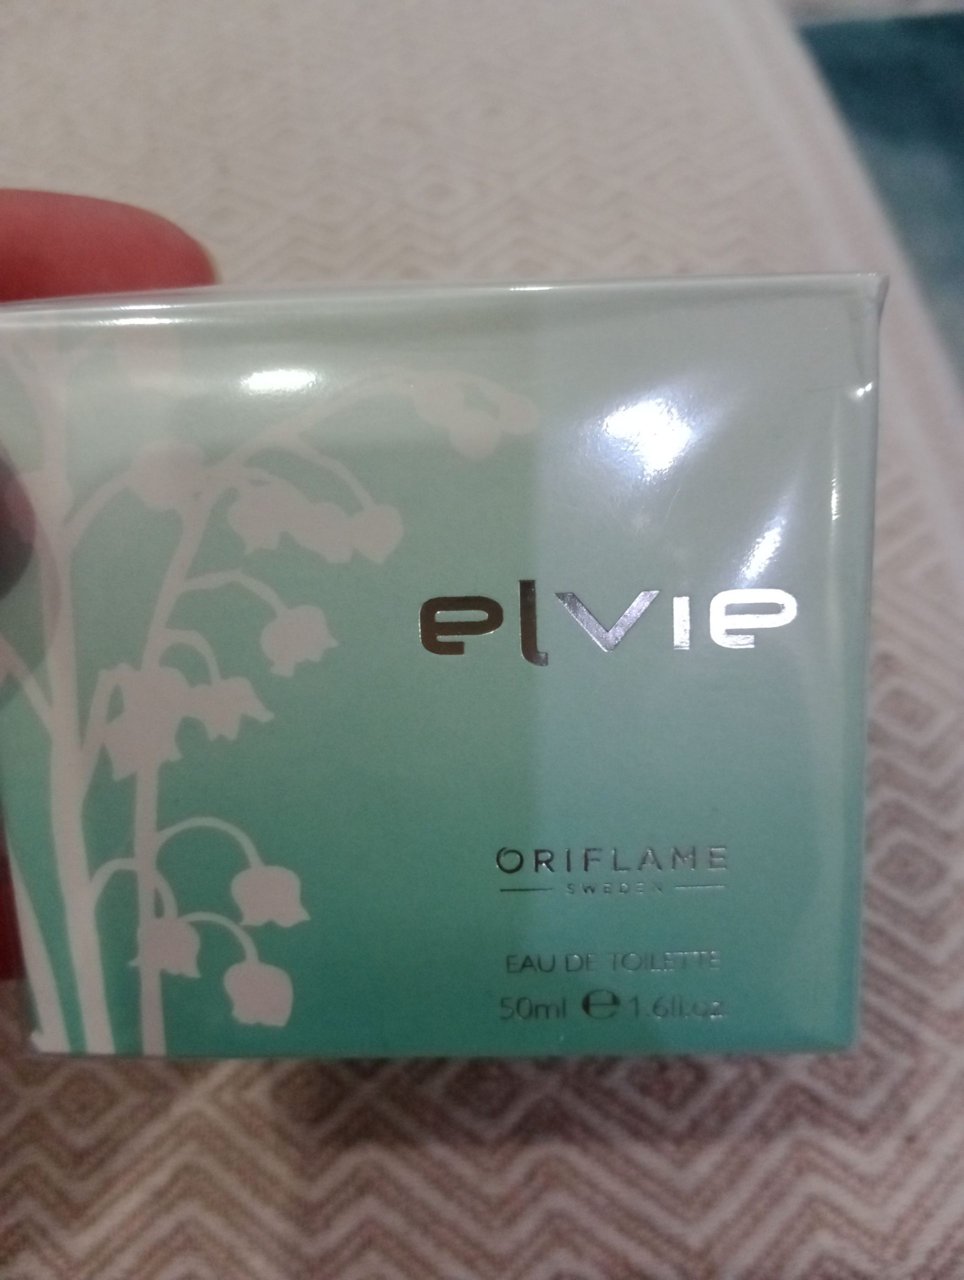 elvie
ORIFLAME
SWEDEN
EAU DE TOILETTE
50ml e 1.6fl.oz.